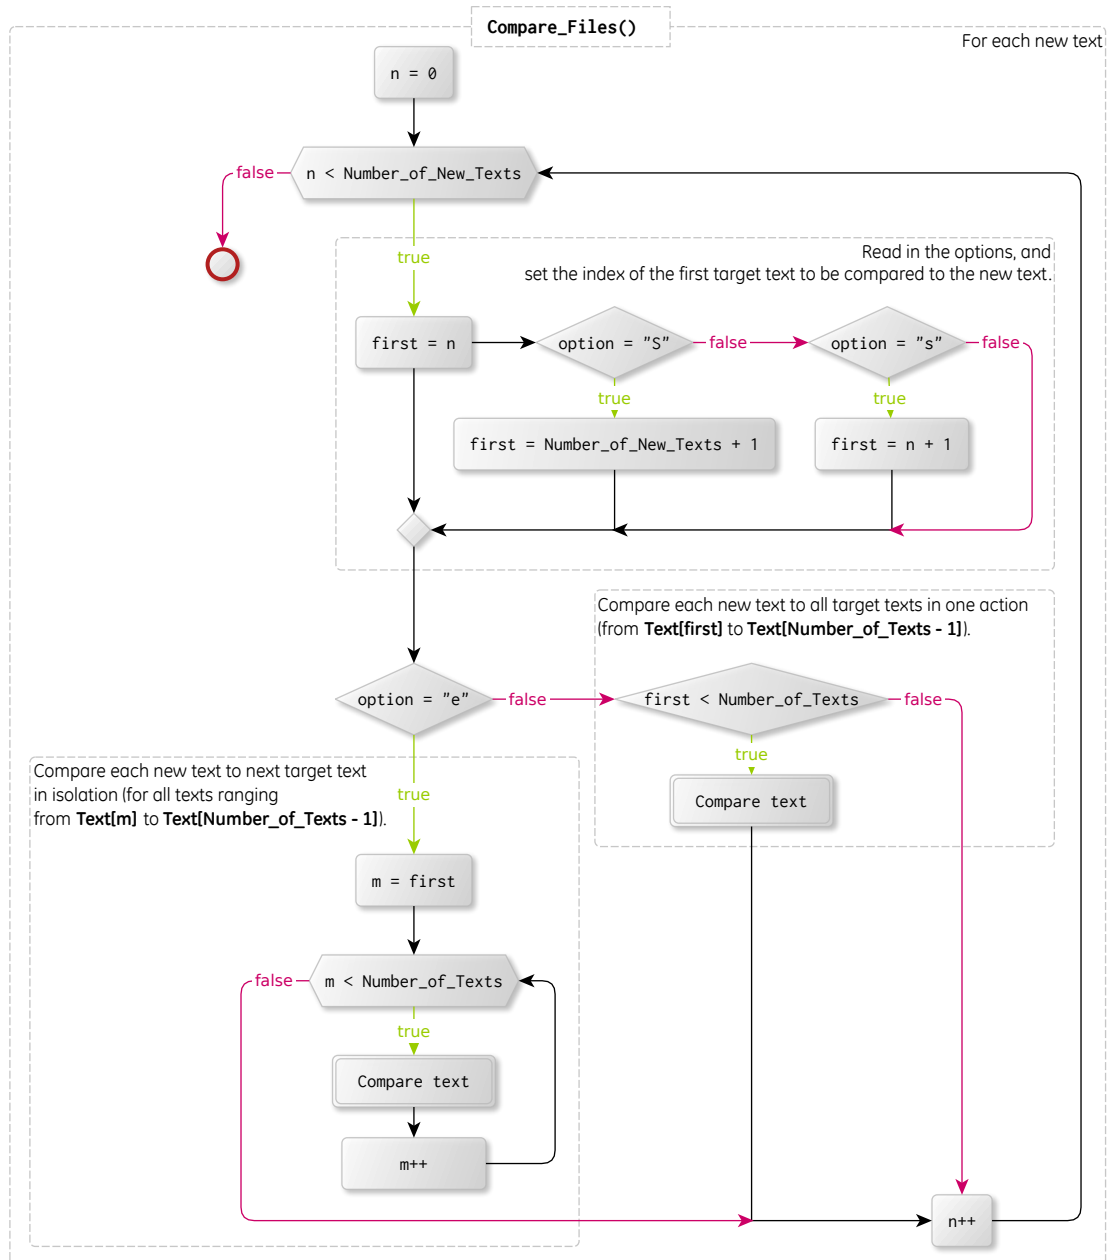 Compare_Files()
For each new text
n = 0
false
n < Number_of_New_Texts
true
Read in the options, and
set the index of the first target text to be compared to the new text.
first = n
option = "S"
false
option = "s"
false
true
true
first = Number_of_New_Texts + 1
first = n + 1
Compare each new text to all target texts in one action
(from Text[first] to Text[Number_of_Texts - 1]).
option = "e"
false
first < Number_of_Texts
false
true
Compare text
Compare each new text to next target text
in isolation (for all texts ranging
from Text[m] to Text[Number_of_Texts - 1]).
true
m = first
false
m < Number_of_Texts
true
Compare text
m++
n++